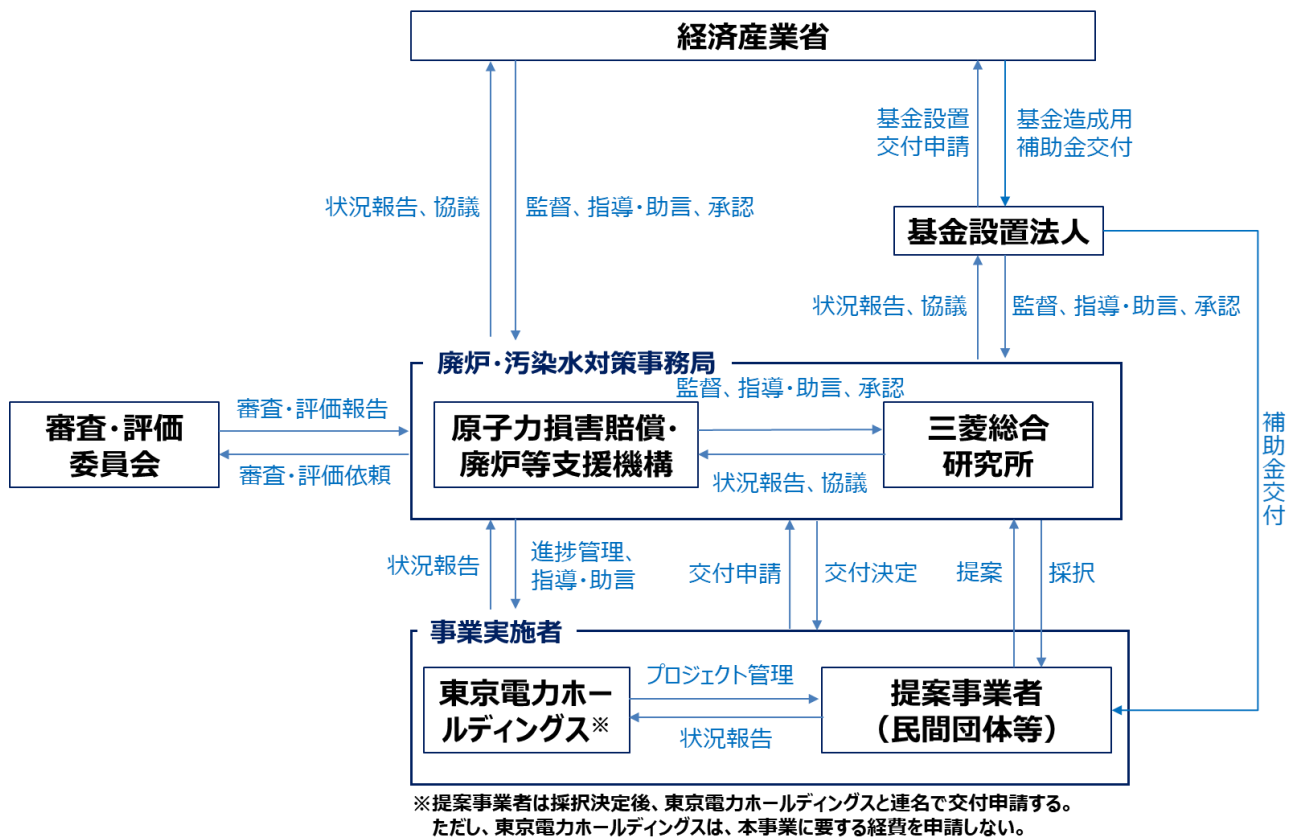 経済産業省
基金設置
交付申請
基金造成用
補助金交付
状況報告、協議
監督、指導・助言、承認
基金設置法人
状況報告、協議
監督、指導・助言、承認
廃炉・汚染水対策事務局
監督、指導・助言、承認
審査・評価報告
審査・評価
委員会
原子力損害賠償・
廃炉等支援機構
三菱総合
研究所
審査・評価依頼
状況報告、協議
補助金交付
状況報告
進捗管理、
指導・助言
交付申請
交付決定
提案
採択
事業実施者
東京電力ホー
ルディングス※
プロジェクト管理
状況報告
提案事業者
（民間団体等）
※提案事業者は採択決定後、東京電力ホールディングスと連名で交付申請する。
ただし、東京電力ホールディングスは、本事業に要する経費を申請しない。